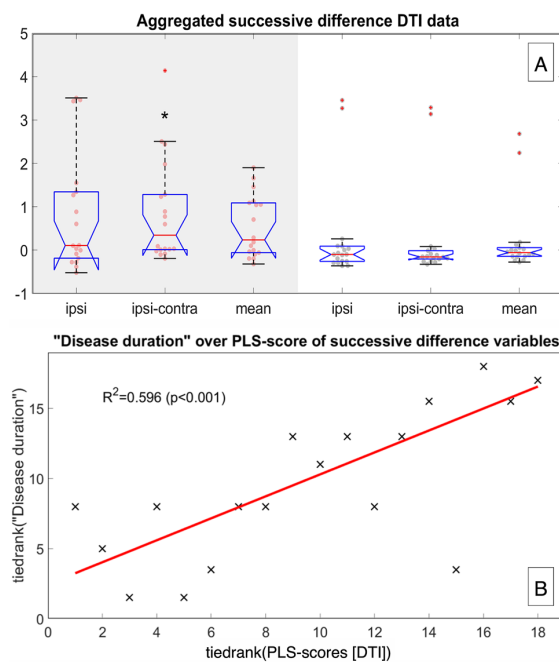 Aggregated successive difference DTI data
A
5
4
3
2
1
0
-1
*
ipsi ipsi-contra mean ipsi ipsi-contra mean
"Disease duration" over PLS-score of successive difference variables
R²=0.596 (p<0.001)
tiedrank("Disease duration")
15
10
5
0
B
0 2 4 6 8 10 12 14 16 18
tiedrank(PLS-scores [DTI])